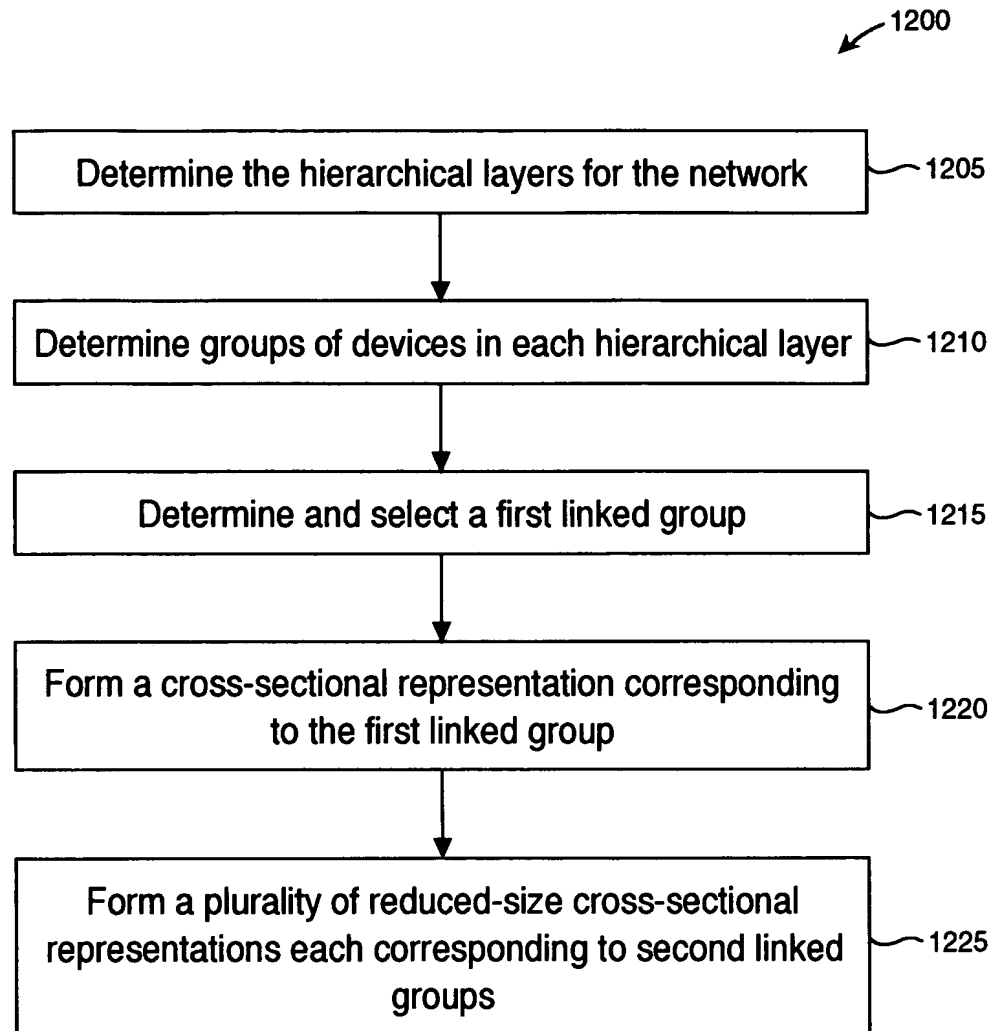 1200
Determine the hierarchical layers for the network
1205
Determine groups of devices in each hierarchical layer
1210
Determine and select a first linked group
1215
Form a cross-sectional representation corresponding
to the first linked group
1220
Form a plurality of reduced-size cross-sectional
representations each corresponding to second linked
groups
1225